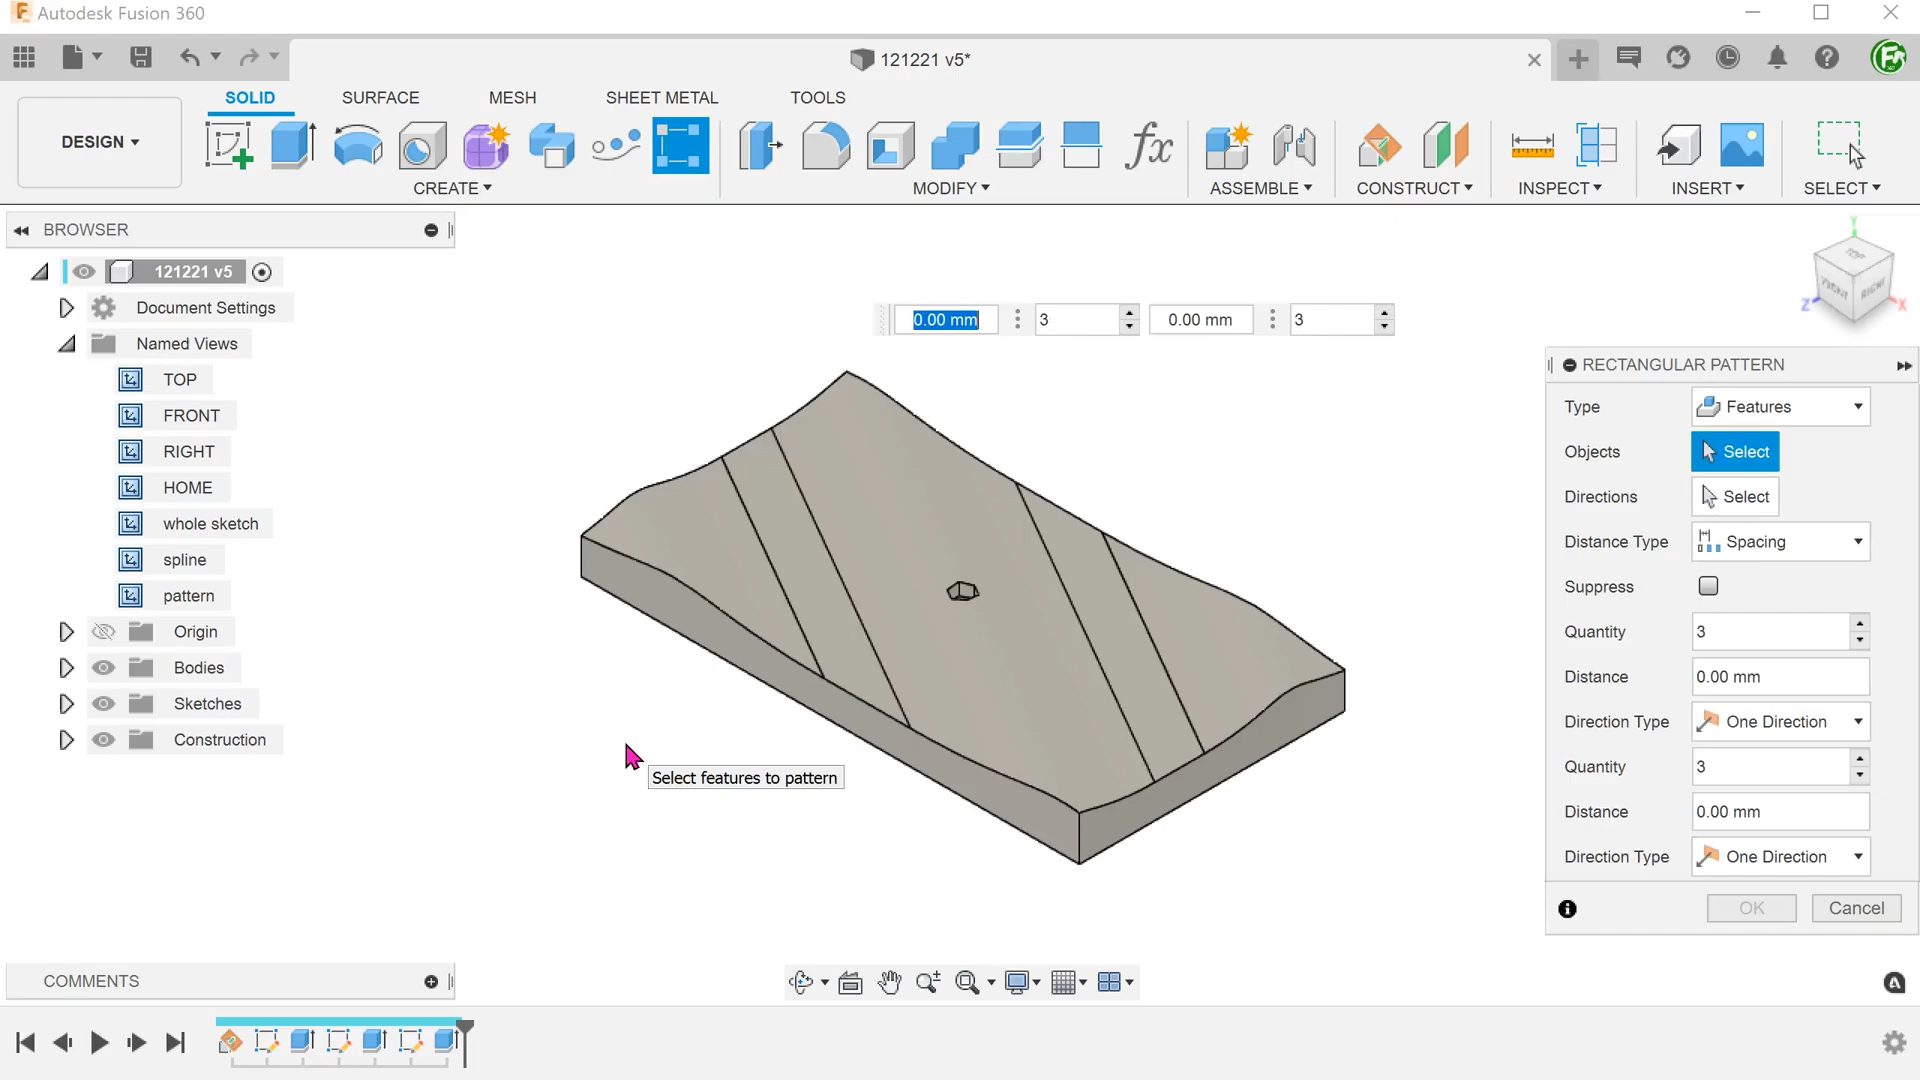 Autodesk Fusion 360
121221 v5*
SOLID
SURFACE
MESH
SHEET METAL
TOOLS
DESIGN
CREATE
MODIFY
ASSEMBLE
CONSTRUCT
INSPECT
INSERT
SELECT
BROWSER
121221 v5
Document Settings
Named Views
TOP
FRONT
RIGHT
HOME
whole sketch
spline
pattern
Origin
Bodies
Sketches
Construction
0.00 mm
3
0.00 mm
3
Select features to pattern
TOP
FRONT
RIGHT
Y
Z
X
RECTANGULAR PATTERN
Type Features
Objects Select
Directions Select
Distance Type Spacing
Suppress
Quantity 3
Distance 0.00 mm
Direction Type One Direction
Quantity 3
Distance 0.00 mm
Direction Type One Direction
OK Cancel
COMMENTS